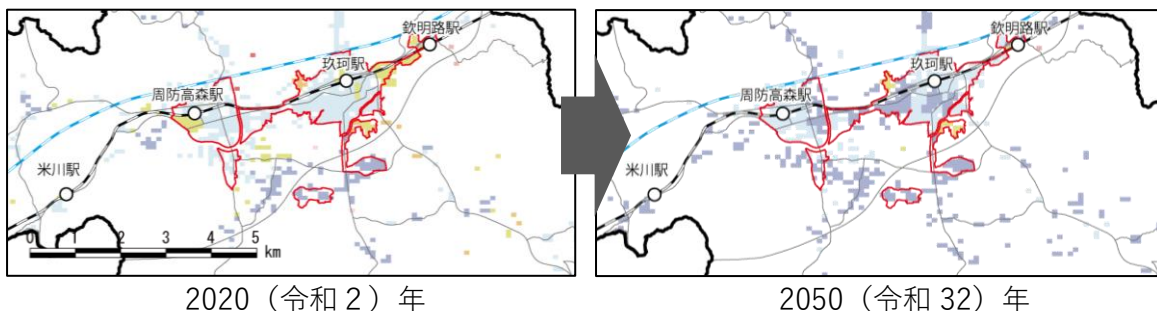 欽明路駅
玖珂駅
周防高森駅
米川駅
0 1 2 3 4 5
km
2020（令和２）年
欽明路駅
玖珂駅
周防高森駅
米川駅
2050（令和 32）年